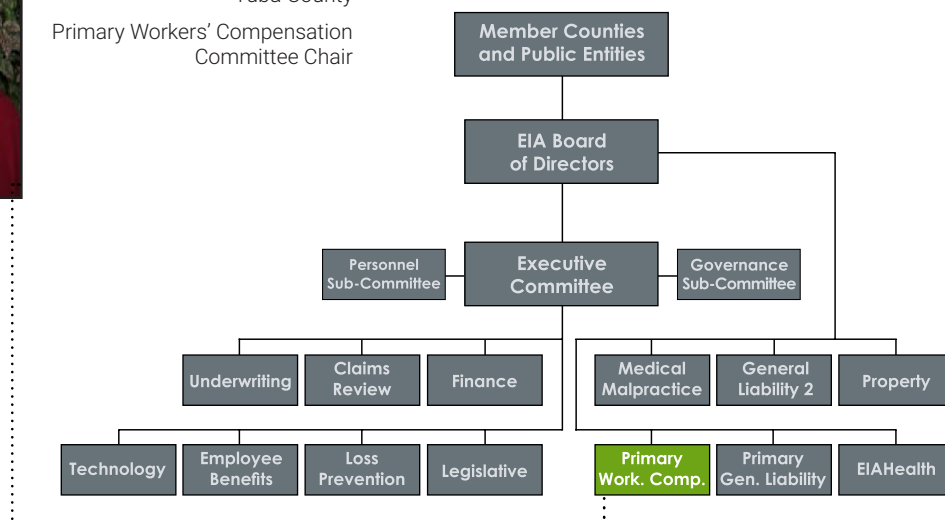 Primary Workers' Compensation
Committee Chair
Member Counties
and Public Entities
EIA Board
of Directors
Personnel
Sub-Committee
Executive
Committee
Governance
Sub-Committee
Underwriting
Claims
Review
Finance
Medical
Malpractice
General
Liability 2
Property
Technology
Employee
Benefits
Loss
Prevention
Legislative
Primary
Work. Comp.
Primary
Gen. Liability
EIAHealth